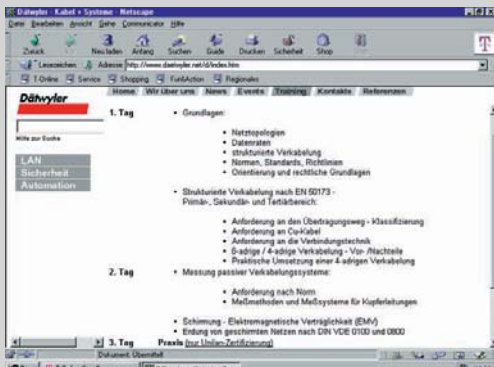 Dätwyler - Kabel + Systeme - Netscape
Datei Bearbeiten Ansicht Gehe Communicator Hilfe
Zurück Neu laden Anfang Suchen Guide Drucken Sicherheit Shop
T
Lesezeichen Adresse http://www.daetwyler.net/d/index.htm
T-Online Service Shopping Fun&Action Regionales
Home Wir über uns News Events Training Kontakte Referenzen
Dätwyler
Hilfe zur Suche
LAN
Sicherheit
Automation
1. Tag • Grundlagen:
• Netztopologien
• Datenraten
• strukturierte Verkabelung
• Normen, Standards, Richtlinien
• Orientierung und rechtliche Grundlagen
• Strukturierte Verkabelung nach EN 50173 -
Primär-, Sekundär- und Tertiärbereich:
• Anforderung an den Übertragungsweg - Klassifizierung
• Anforderung an Cu-Kabel
• Anforderung an die Verbindungstechnik
• 8-adrige / 4-adrige Verkabelung - Vor- /Nachteile
• Praktische Umsetzung einer 4-adrigen Verkabelung
2. Tag • Messung passiver Verkabelungssysteme:
• Anforderung nach Norm
• Meßmethoden und Meßsysteme für Kupferleitungen
• Schirmung - Elektromagnetische Verträglichkeit (EMV)
• Erdung von geschirmten Netzen nach DIN VDE 0100 und 0800
3. Tag Praxis (nur Unilan-Zertifizierung)
Dokument: Übermittelt